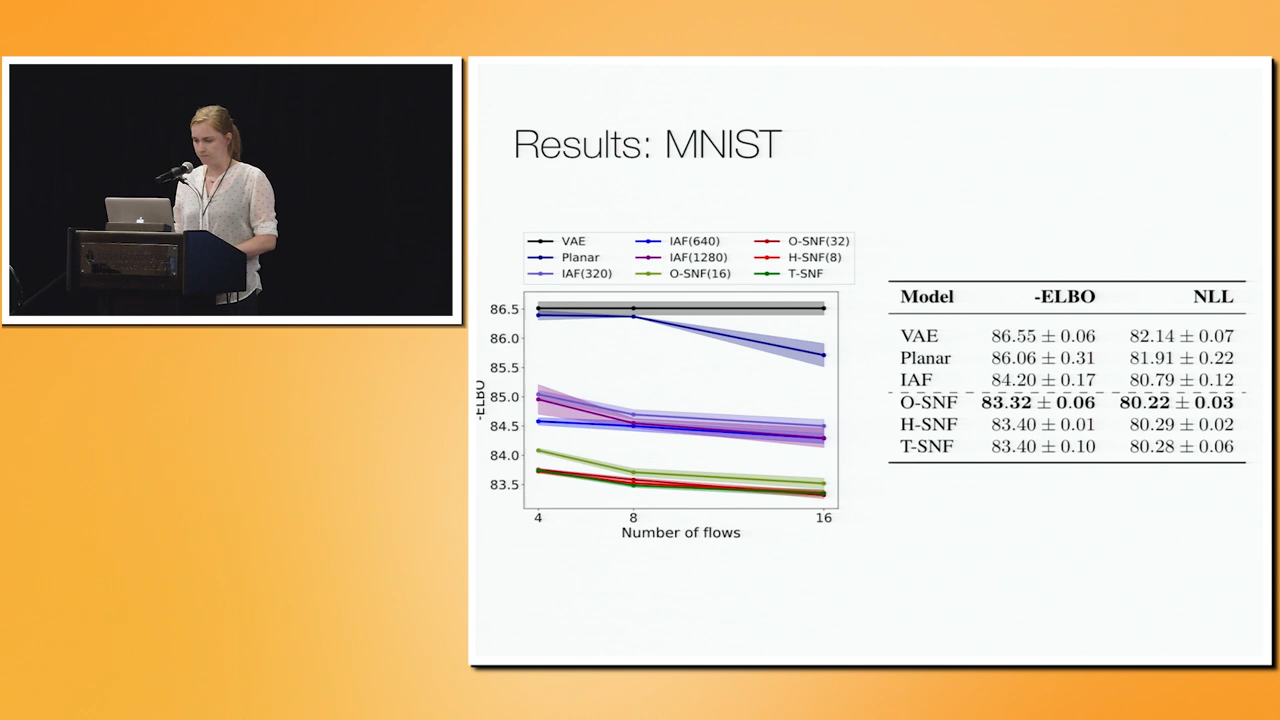 Results: MNIST
VAE IAF(640) O-SNF(32)
Planar IAF(1280) H-SNF(8)
IAF(320) O-SNF(16) T-SNF
-ELBO
86.5
86.0
85.5
85.0
84.5
84.0
83.5
4 8 16
Number of flows
Model -ELBO NLL
VAE 86.55 ± 0.06 82.14 ± 0.07
Planar 86.06 ± 0.31 81.91 ± 0.22
IAF 84.20 ± 0.17 80.79 ± 0.12
O-SNF 83.32 ± 0.06 80.22 ± 0.03
H-SNF 83.40 ± 0.01 80.29 ± 0.02
T-SNF 83.40 ± 0.10 80.28 ± 0.06